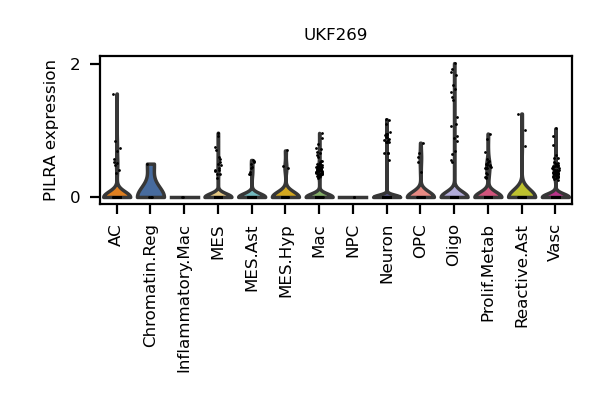 UKF269
PILRA expression
2
0
AC
Chromatin.Reg
Inflammatory.Mac
MES
MES.Ast
MES.Hyp
Mac
NPC
Neuron
OPC
Oligo
Prolif.Metab
Reactive.Ast
Vasc